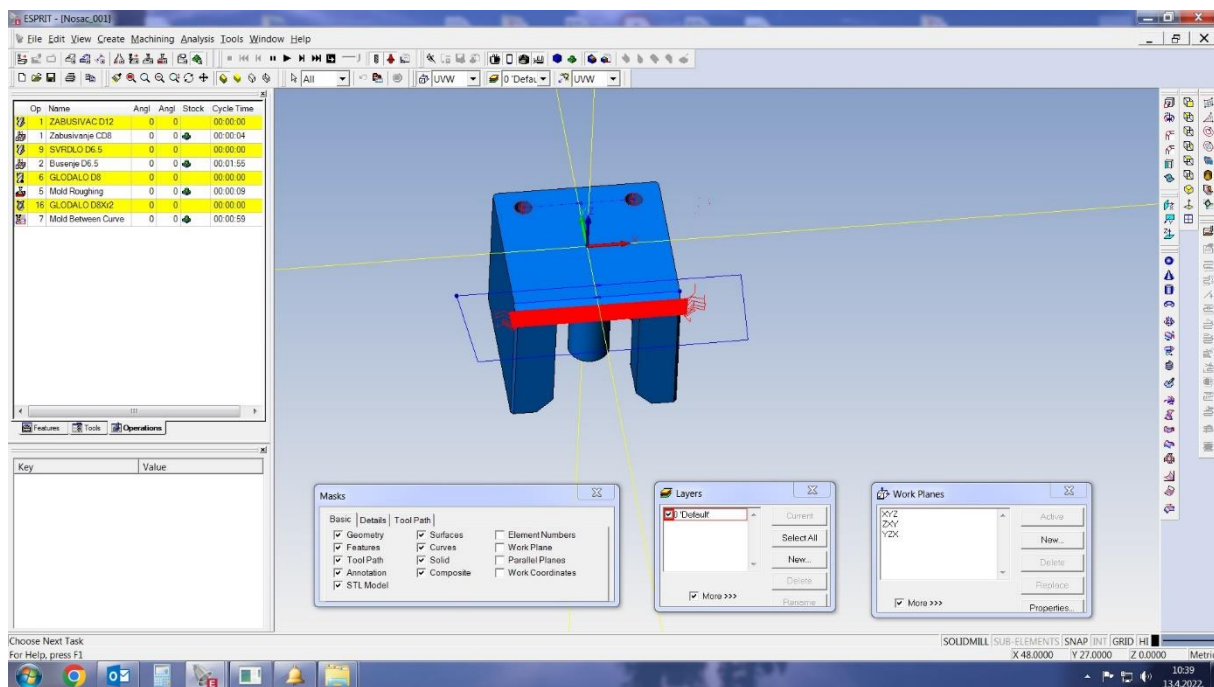 ESPRIT - [Nosac_001]
File Edit View Create Machining Analysis Tools Window Help
All UVW 0 'Defau UVW
Op Name Angl Angl Stock Cycle Time
1 ZABUSIVAC D12 0 0 00:00:00
1 Zabusivanje CD8 0 0 00:00:04
9 SVRDLO D6.5 0 0 00:00:00
2 Busenje D6.5 0 0 00:01:55
6 GLODALO D8 0 0 00:00:00
5 Mold Roughing 0 0 00:00:09
16 GLODALO D8Xr2 0 0 00:00:00
7 Mold Between Curve 0 0 00:00:59
Features Tools Operations
Key Value
Masks
Basic Details Tool Path
Geometry Surfaces Element Numbers
Features Curves Work Plane
Tool Path Solid Parallel Planes
Annotation Composite Work Coordinates
STL Model
Layers
0 'Default'
Current
Select All
New...
Delete
Rename
More >>>
Work Planes
XYZ
ZXY
YZX
Active
New...
Delete
Replace
Properties...
More >>>
Choose Next Task
SOLIDMILL SUB-ELEMENTS SNAP INT GRID HI
For Help, press F1
X 48.0000 Y 27.0000 Z 0.0000 Metri
10:39
13.4.2022.